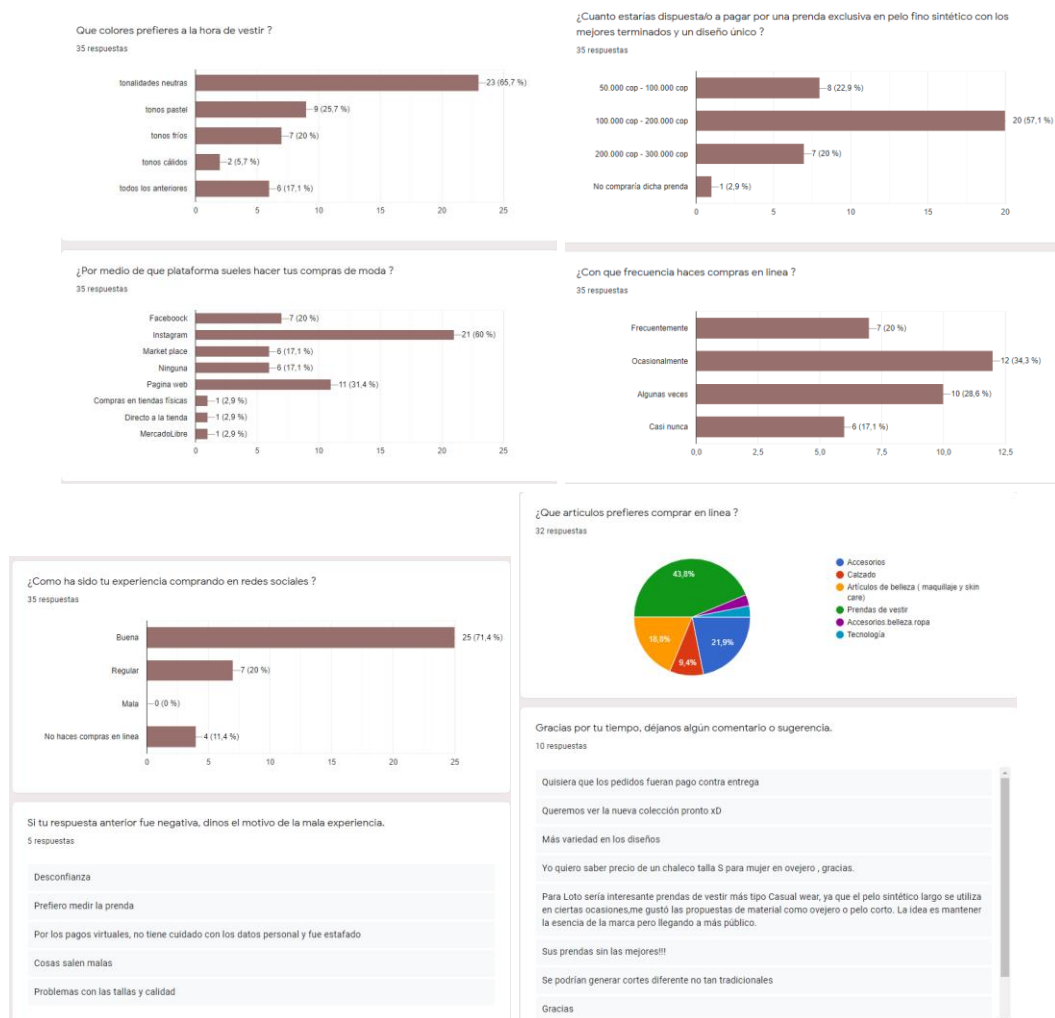 Que colores prefieres a la hora de vestir ?
35 respuestas
tonalidades neutras
23 (65,7 %)
tonos pastel
9 (25,7 %)
tonos fríos
7 (20 %)
tonos cálidos
2 (5,7 %)
todos los anteriores
6 (17,1 %)
0 5 10 15 20 25
¿Cuanto estarías dispuesta/o a pagar por una prenda exclusiva en pelo fino sintético con los
mejores terminados y un diseño único ?
35 respuestas
50.000 cop - 100.000 cop
8 (22,9 %)
100.000 cop - 200.000 cop
20 (57,1 %)
200.000 cop - 300.000 cop
7 (20 %)
No compraría dicha prenda
1 (2,9 %)
0 5 10 15 20
¿Por medio de que plataforma sueles hacer tus compras de moda ?
35 respuestas
Faceboock
7 (20 %)
Instagram
21 (60 %)
Market place
6 (17,1 %)
Ninguna
6 (17,1 %)
Pagina web
11 (31,4 %)
Compras en tiendas físicas
1 (2,9 %)
Directo a la tienda
1 (2,9 %)
MercadoLibre
1 (2,9 %)
0 5 10 15 20 25
¿Con que frecuencia haces compras en linea ?
35 respuestas
Frecuentemente
7 (20 %)
Ocasionalmente
12 (34,3 %)
Algunas veces
10 (28,6 %)
Casi nunca
6 (17,1 %)
0,0 2,5 5,0 7,5 10,0 12,5
¿Como ha sido tu experiencia comprando en redes sociales ?
35 respuestas
Buena
25 (71,4 %)
Regular
7 (20 %)
Mala
0 (0 %)
No haces compras en linea
4 (11,4 %)
0 5 10 15 20 25
¿Que articulos prefieres comprar en linea ?
32 respuestas
43,8%
18,8%
9,4%
21,9%
Accesorios
Calzado
Artículos de belleza ( maquillaje y skin
care)
Prendas de vestir
Accesorios.belleza.ropa
Tecnología
Si tu respuesta anterior fue negativa, dinos el motivo de la mala experiencia.
5 respuestas
Desconfianza
Prefiero medir la prenda
Por los pagos virtuales, no tiene cuidado con los datos personal y fue estafado
Cosas salen malas
Problemas con las tallas y calidad
Gracias por tu tiempo, déjanos algún comentario o sugerencia.
10 respuestas
Quisiera que los pedidos fueran pago contra entrega
Queremos ver la nueva colección pronto xD
Más variedad en los diseños
Yo quiero saber precio de un chaleco talla S para mujer en ovejero , gracias.
Para Loto sería interesante prendas de vestir más tipo Casual wear, ya que el pelo sintético largo se utiliza
en ciertas ocasiones,me gustó las propuestas de material como ovejero o pelo corto. La idea es mantener
la esencia de la marca pero llegando a más público.
Sus prendas sin las mejores!!!
Se podrían generar cortes diferente no tan tradicionales
Gracias